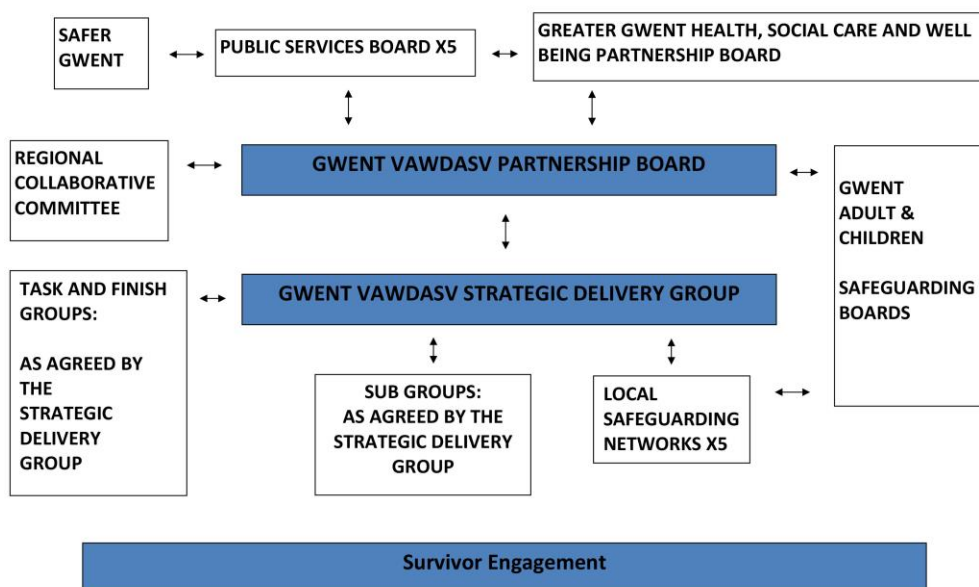 SAFER
GWENT
PUBLIC SERVICES BOARD X5
GREATER GWENT HEALTH, SOCIAL CARE AND WELL
BEING PARTNERSHIP BOARD
REGIONAL
COLLABORATIVE
COMMITTEE
GWENT VAWDASV PARTNERSHIP BOARD
GWENT
ADULT &
CHILDREN
SAFEGUARDING
BOARDS
TASK AND FINISH
GROUPS:
AS AGREED BY
THE
STRATEGIC
DELIVERY
GROUP
GWENT VAWDASV STRATEGIC DELIVERY GROUP
SUB GROUPS:
AS AGREED BY THE
STRATEGIC DELIVERY
GROUP
LOCAL
SAFEGUARDING
NETWORKS X5
Survivor Engagement